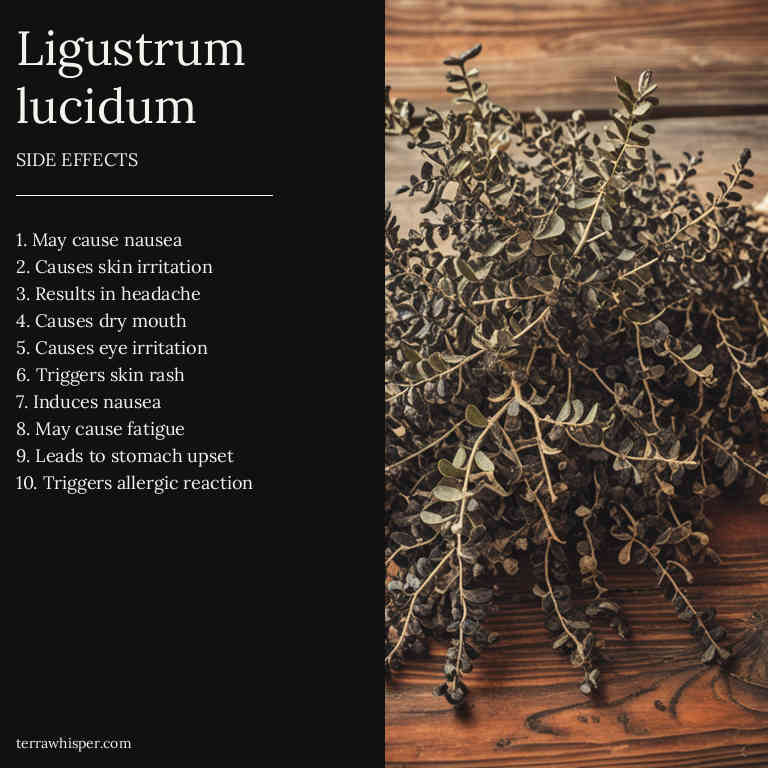 Ligustrum
lucidum
SIDE EFFECTS
1. May cause nausea
2. Causes skin irritation
3. Results in headache
4. Causes dry mouth
5. Causes eye irritation
6. Triggers skin rash
7. Induces nausea
8. May cause fatigue
9. Leads to stomach upset
10. Triggers allergic reaction
terrawhisper.com